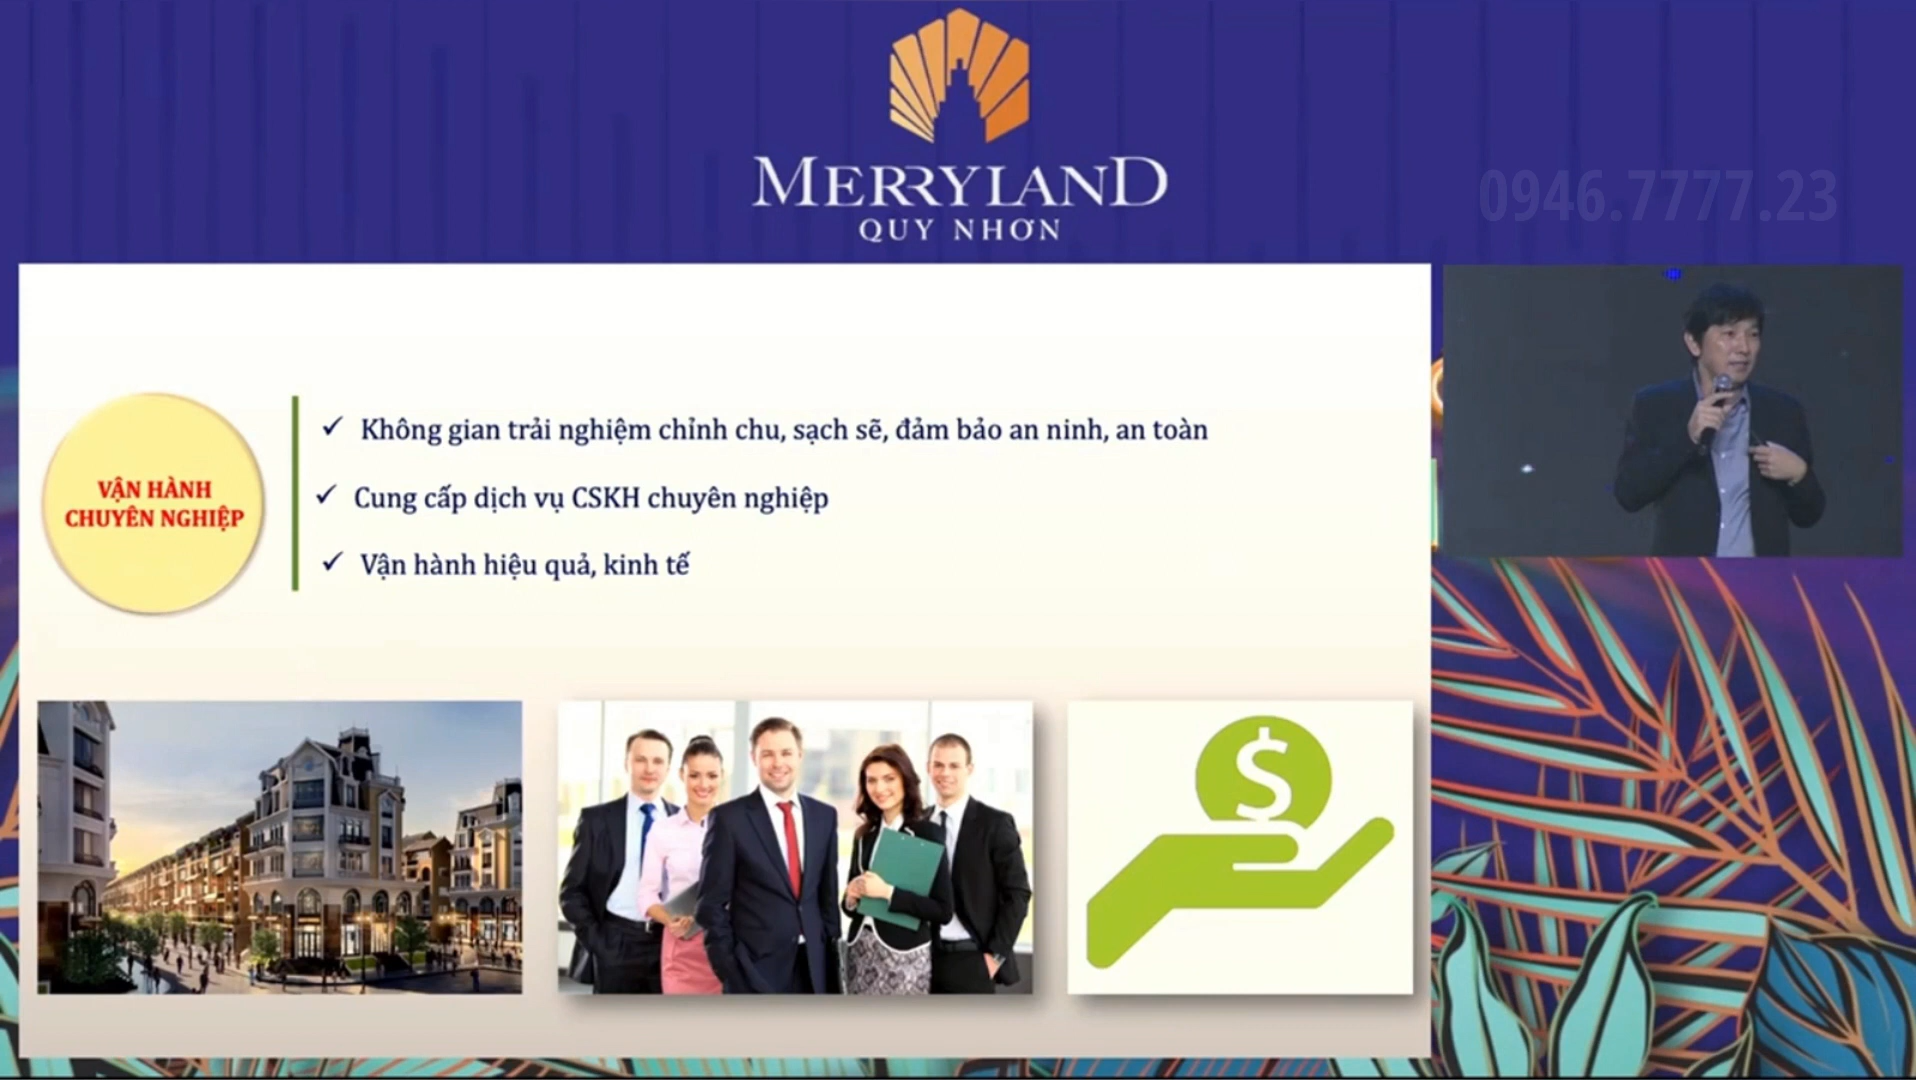 MERRYLAND
QUY NHƠN
0946.7777.23
VẬN HÀNH
CHUYÊN NGHIỆP
✓ Không gian trải nghiệm chỉnh chu, sạch sẽ, đảm bảo an ninh, an toàn
✓ Cung cấp dịch vụ CSKH chuyên nghiệp
✓ Vận hành hiệu quả, kinh tế
$